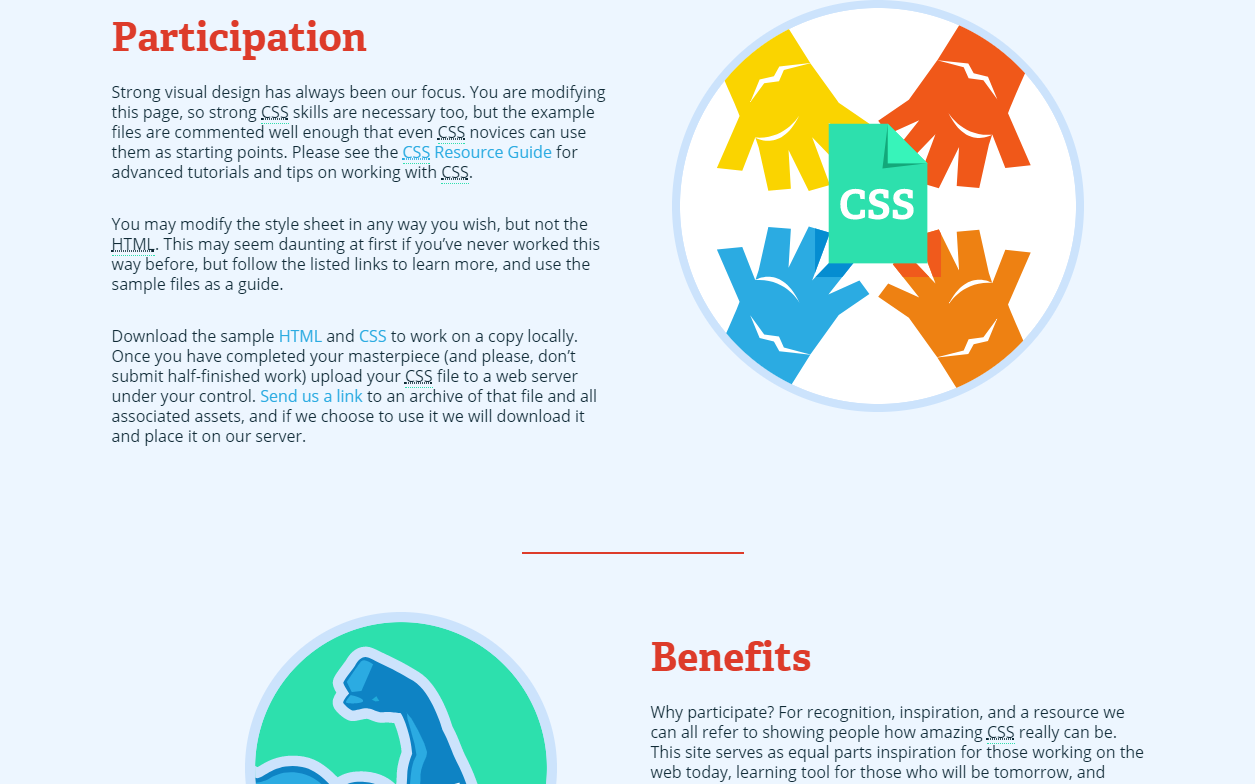 Participation
Strong visual design has always been our focus. You are modifying
this page, so strong CSS skills are necessary too, but the example
files are commented well enough that even CSS novices can use
them as starting points. Please see the CSS Resource Guide for
advanced tutorials and tips on working with CSS.
You may modify the style sheet in any way you wish, but not the
HTML. This may seem daunting at first if you’ve never worked this
way before, but follow the listed links to learn more, and use the
sample files as a guide.
Download the sample HTML and CSS to work on a copy locally.
Once you have completed your masterpiece (and please, don’t
submit half-finished work) upload your CSS file to a web server
under your control. Send us a link to an archive of that file and all
associated assets, and if we choose to use it we will download it
and place it on our server.
CSS
Benefits
Why participate? For recognition, inspiration, and a resource we
can all refer to showing people how amazing CSS really can be.
This site serves as equal parts inspiration for those working on the
web today, learning tool for those who will be tomorrow, and